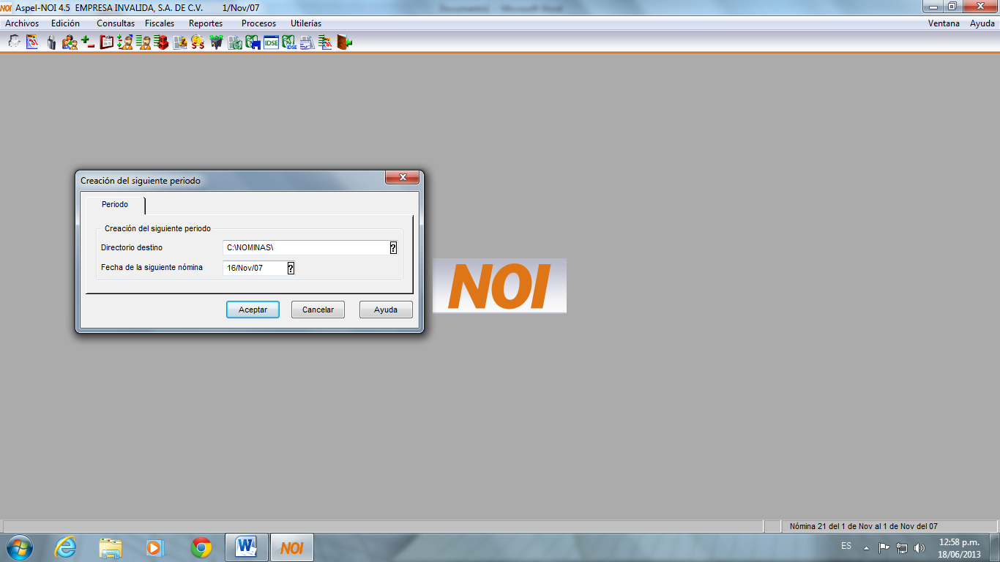 NOI Aspel-NOI 4.5 EMPRESA INVALIDA, S.A. DE C.V. 1/Nov/07
Archivos Edición Consultas Fiscales Reportes Procesos Utilerías Ventana Ayuda
IDSE IDSE
Creación del siguiente periodo
Periodo
Creación del siguiente periodo
Directorio destino C:\NOMINAS\ ?
Fecha de la siguiente nómina 16/Nov/07 ?
Aceptar Cancelar Ayuda
NOI
Nómina 21 del 1 de Nov al 1 de Nov del 07
W NOI ES 12:58 p.m.
18/06/2013